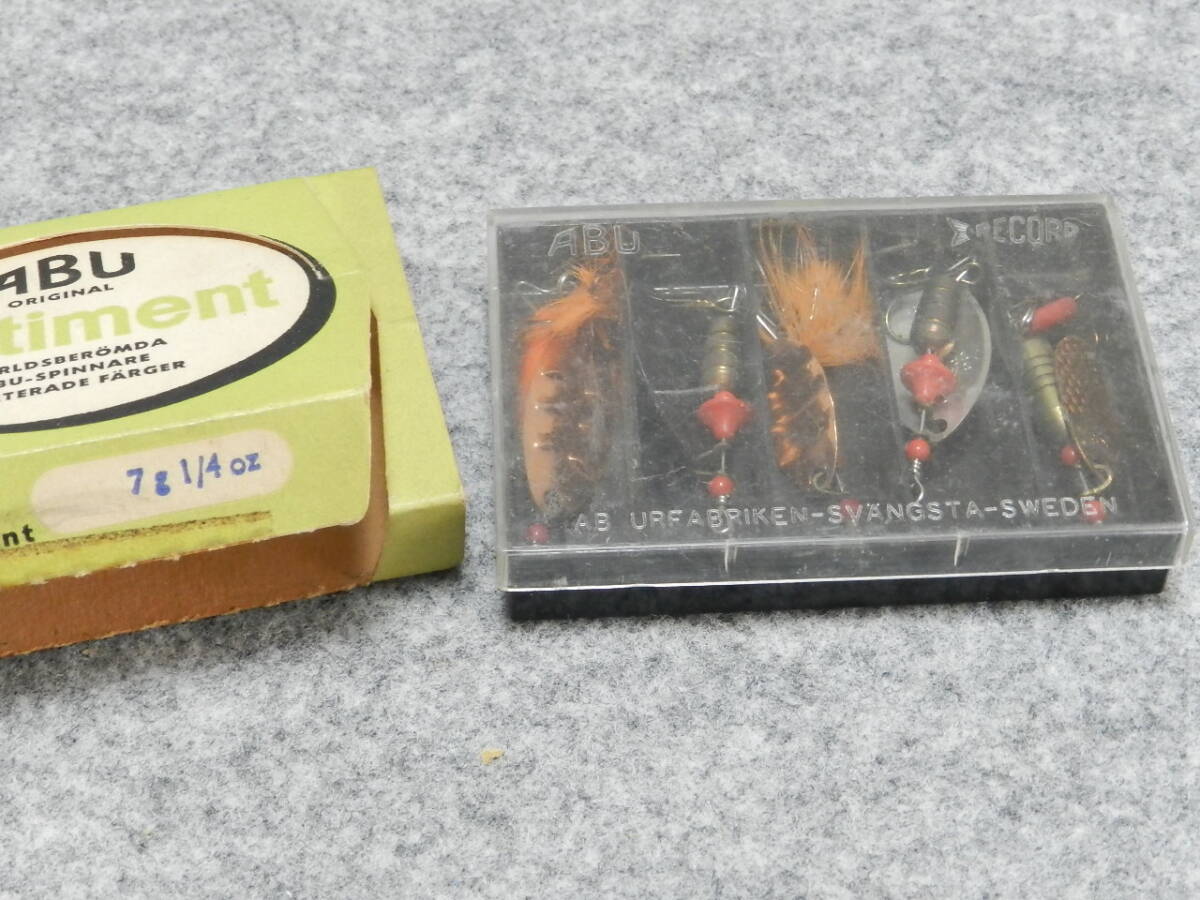 ABU
ORIGINAL
timent
RLDSBERÖMDA
BU-SPINNARE
TERADE FÄRGER
7g 1/4 oz
nt
ABU
RECORD
AB URFABRIKEN-SVÄNGSTA-SWEDEN